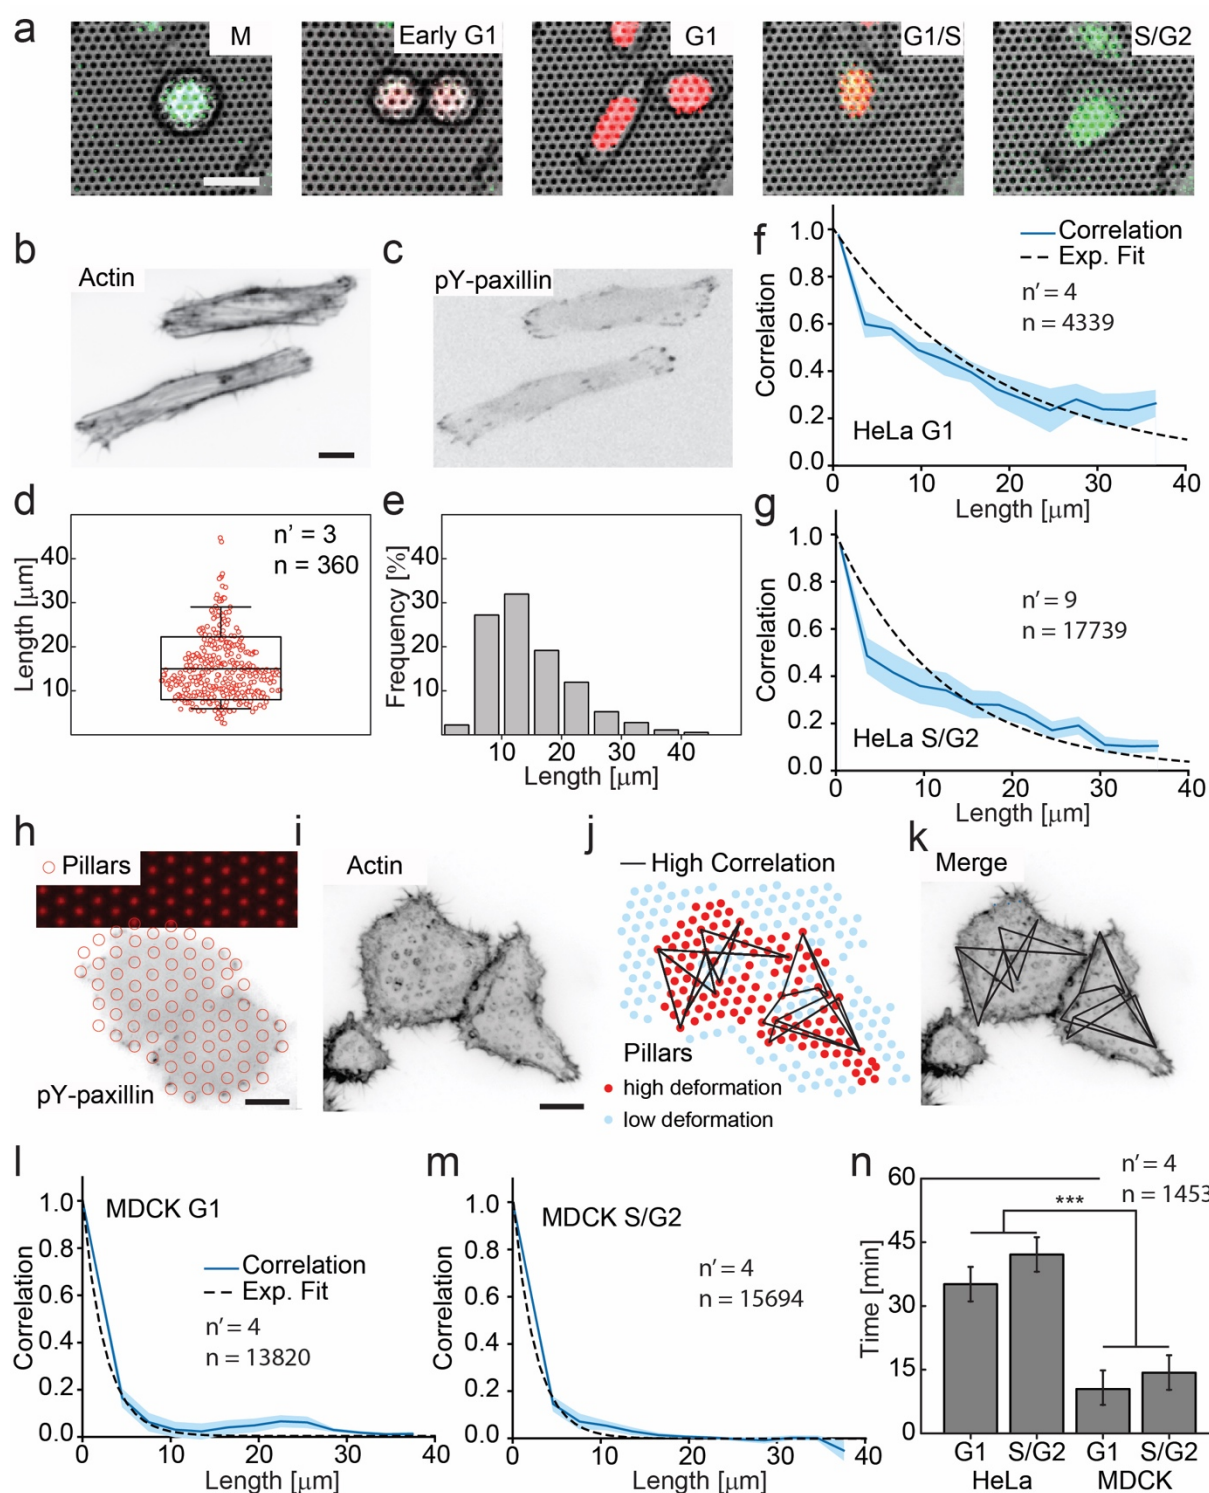 a
M
Early G1
G1
G1/S
S/G2
b
Actin
c
pY-paxillin
f
1.0
0.8
0.6
0.4
0.2
0.0
Correlation
Correlation
Exp. Fit
n' = 4
n = 4339
HeLa G1
0 10 20 30 40
Length [μm]
d
Length [μm]
40
30
20
10
n' = 3
n = 360
e
Frequency [%]
40
30
20
10
10 20 30 40
Length [μm]
g
1.0
0.8
0.6
0.4
0.2
0.0
Correlation
n' = 9
n = 17739
HeLa S/G2
0 10 20 30 40
Length [μm]
h
Pillars
pY-paxillin
i
Actin
j
High Correlation
Pillars
high deformation
low deformation
k
Merge
l
1.0
0.8
0.6
0.4
0.2
0.0
Correlation
MDCK G1
Correlation
Exp. Fit
n' = 4
n = 13820
0 10 20 30 40
Length [μm]
m
1.0
0.8
0.6
0.4
0.2
0.0
Correlation
MDCK S/G2
n' = 4
n = 15694
0 10 20 30 40
Length [μm]
n
n' = 4
n = 1453
***
Time [min]
60
45
30
15
0
G1 S/G2 G1 S/G2
HeLa MDCK